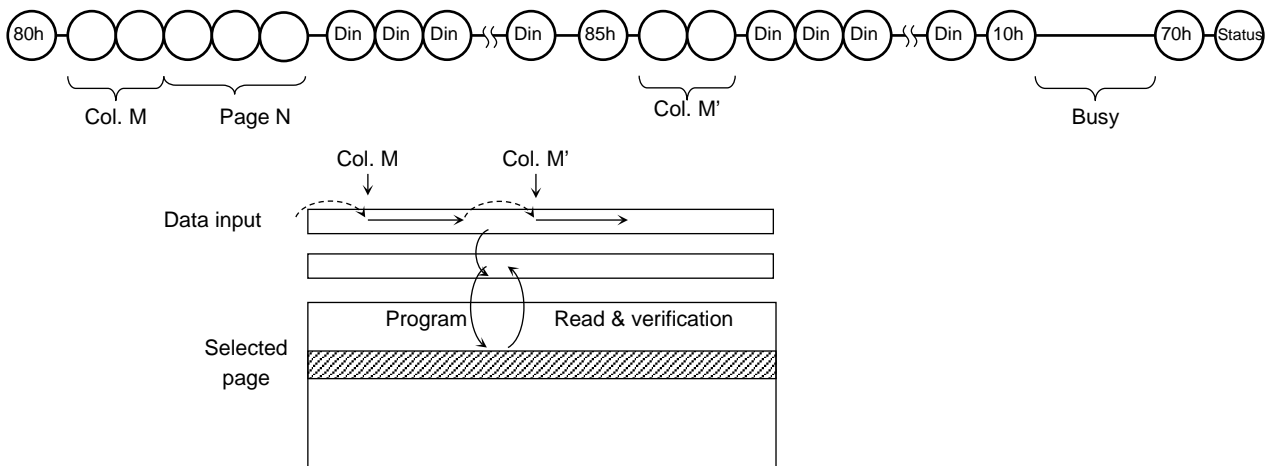 80h Din Din Din Din 85h Din Din Din Din 10h 70h Status
Col. M Page N Col. M’ Busy
Col. M Col. M’
Data input
Program Read & verification
Selected
page